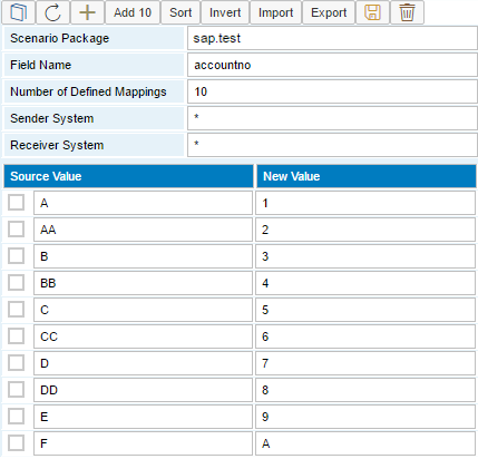 Add 10 Sort Invert Import Export
Scenario Package sap.test
Field Name accountno
Number of Defined Mappings 10
Sender System *
Receiver System *
Source Value New Value
A 1
AA 2
B 3
BB 4
C 5
CC 6
D 7
DD 8
E 9
F A